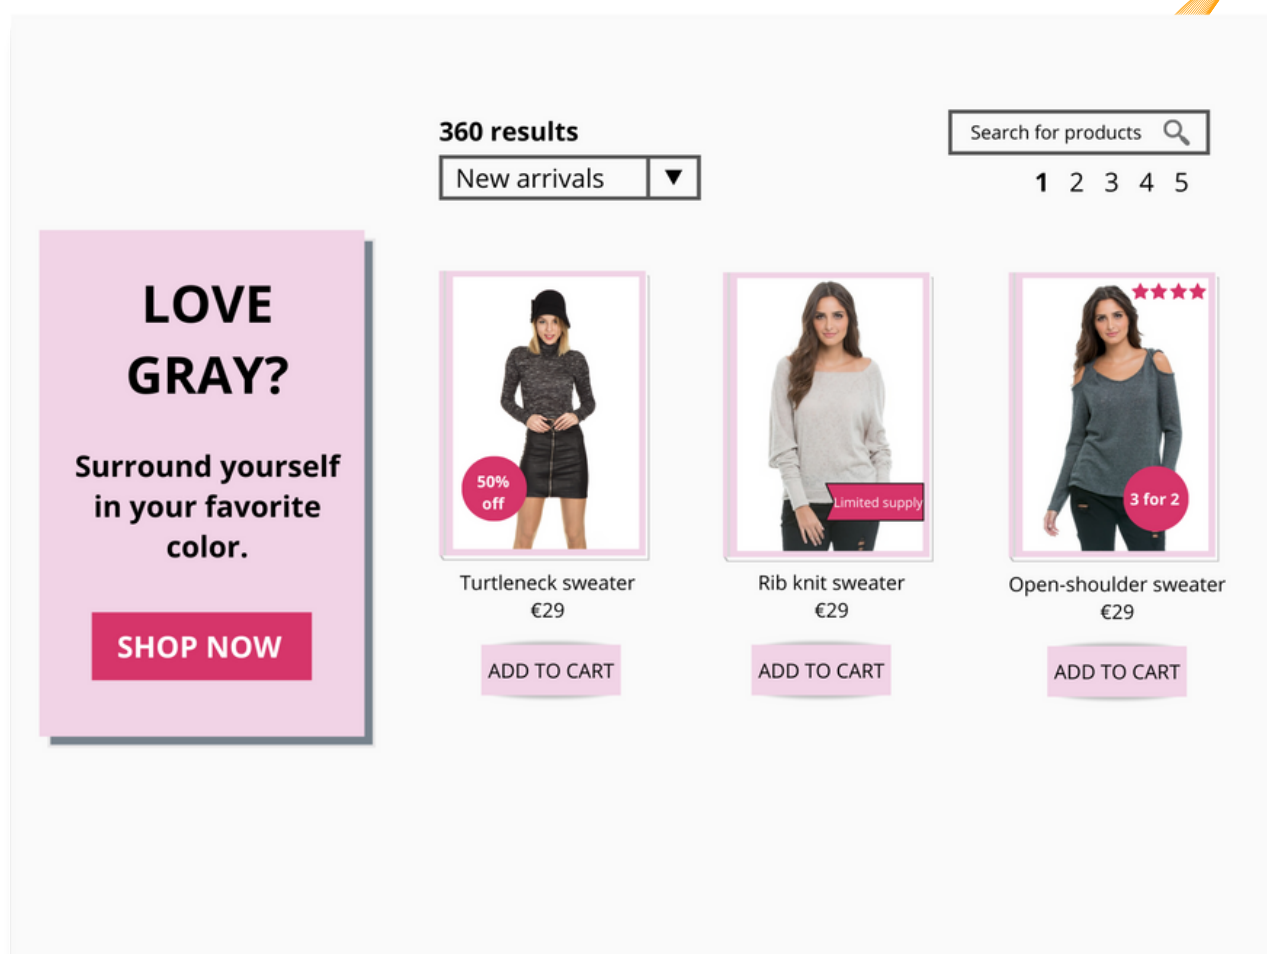 360 results
New arrivals
Search for products
1 2 3 4 5
LOVE
GRAY?
Surround yourself
in your favorite
color.
SHOP NOW
50%
off
Turtleneck sweater
€29
ADD TO CART
Limited supply
Rib knit sweater
€29
ADD TO CART
3 for 2
Open-shoulder sweater
€29
ADD TO CART